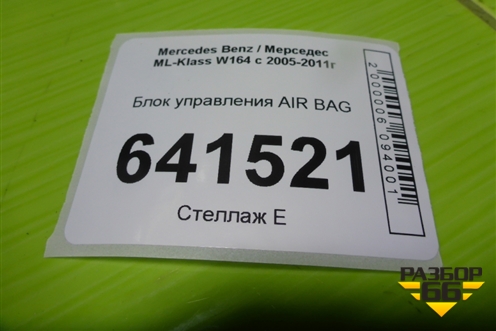 Mercedes Benz / Мерседес
ML-Klass W164 с 2005-2011г
Блок управления AIR BAG
641521
Стеллаж Е
2000006094001
РАЗБОР
66